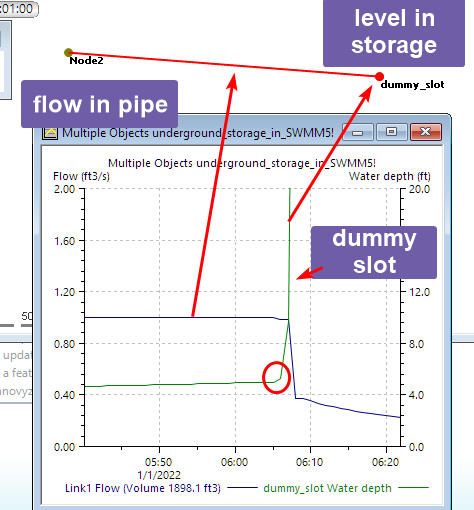 01:00
level in
storage
Node2
dummy_slot
flow in pipe
Multiple Objects underground_storage_in_SWMM5!
Multiple Objects underground_storage_in_SWMM5!
Flow (ft3/s)
Water depth (ft)
2.00
20.0
1.60
dummy
slot
1.20
12.0
50
0.80
8.0
updat
a feat
nnovyz
0.40
4.0
0.00
0.0
05:50
06:00
06:10
06:20
1/1/2022
Link1 Flow (Volume 1898.1 ft3)
dummy_slot Water depth